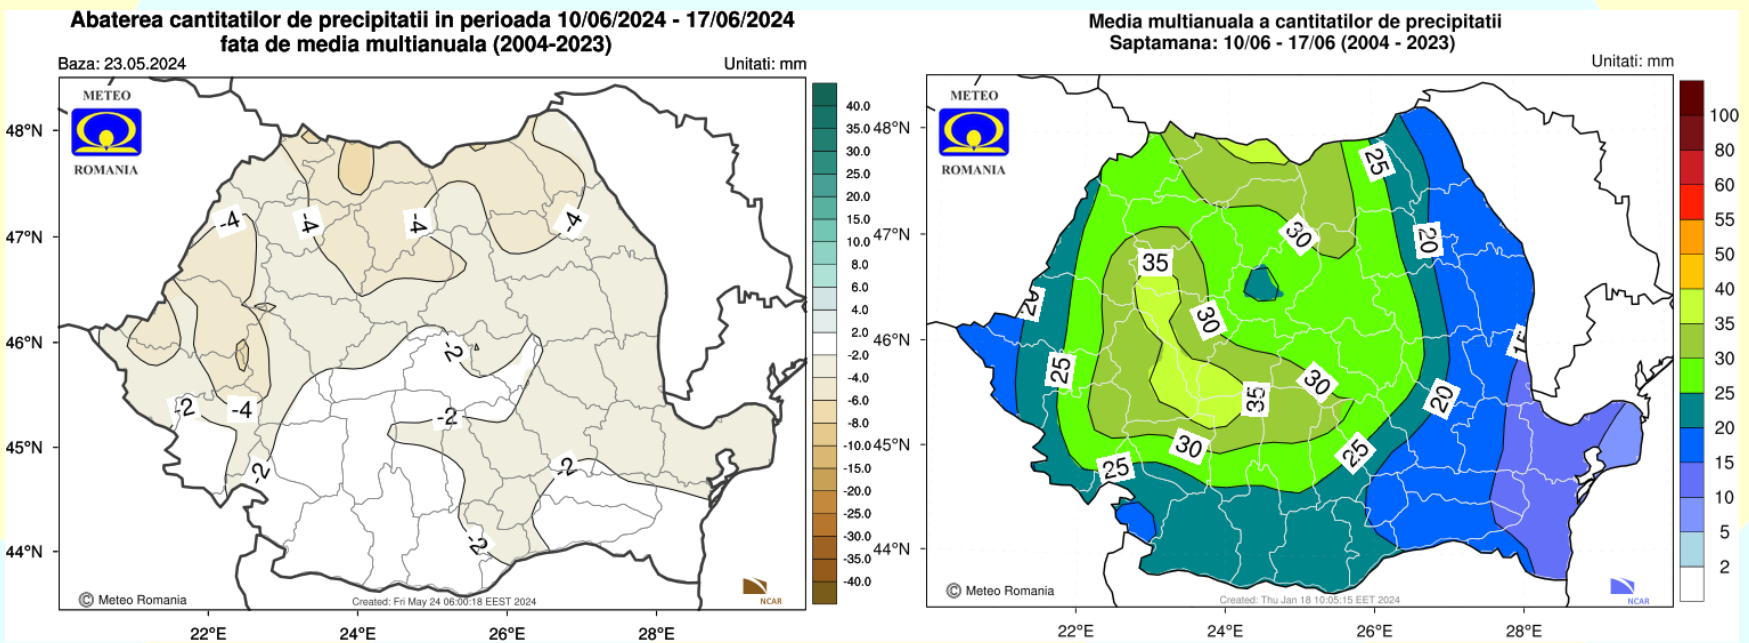 Abaterea cantitatilor de precipitatii in perioada 10/06/2024 - 17/06/2024
fata de media multianuala (2004-2023)
Baza: 23.05.2024
Unitati: mm
METEO
ROMANIA
48°N
47°N
46°N
45°N
44°N
22°E
24°E
26°E
28°E
-4
-4
-4
-4
-2
-2
-4
-2
-2
-2
-2
40.0
35.0
30.0
25.0
20.0
15.0
10.0
8.0
6.0
4.0
2.0
-2.0
-4.0
-6.0
-8.0
-10.0
-15.0
-20.0
-25.0
-30.0
-35.0
-40.0
© Meteo Romania
Created: Fri May 24 06:00:18 EEST 2024
NCAR
Media multianuala a cantitatilor de precipitatii
Saptamana: 10/06 - 17/06 (2004 - 2023)
Unitati: mm
METEO
ROMANIA
48°N
47°N
46°N
45°N
44°N
22°E
24°E
26°E
28°E
25
20
30
35
20
30
15
25
30
35
20
30
25
25
100
80
60
55
50
40
35
30
25
20
15
10
5
2
© Meteo Romania
Created: Thu Jan 18 10:05:15 EET 2024
NCAR